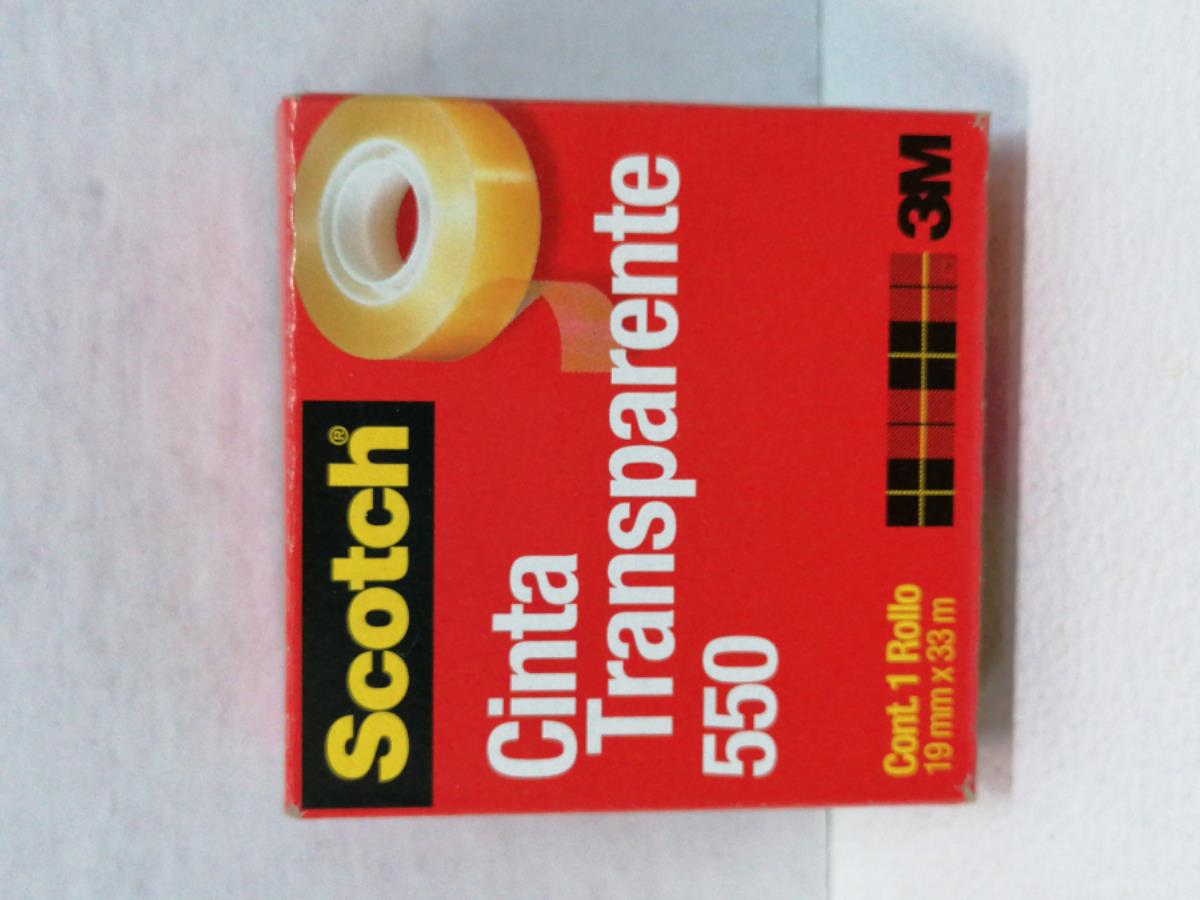 Scotch®
Cinta
Transparente
550
Cont. 1 Rollo
19 mm x 33 m
3M